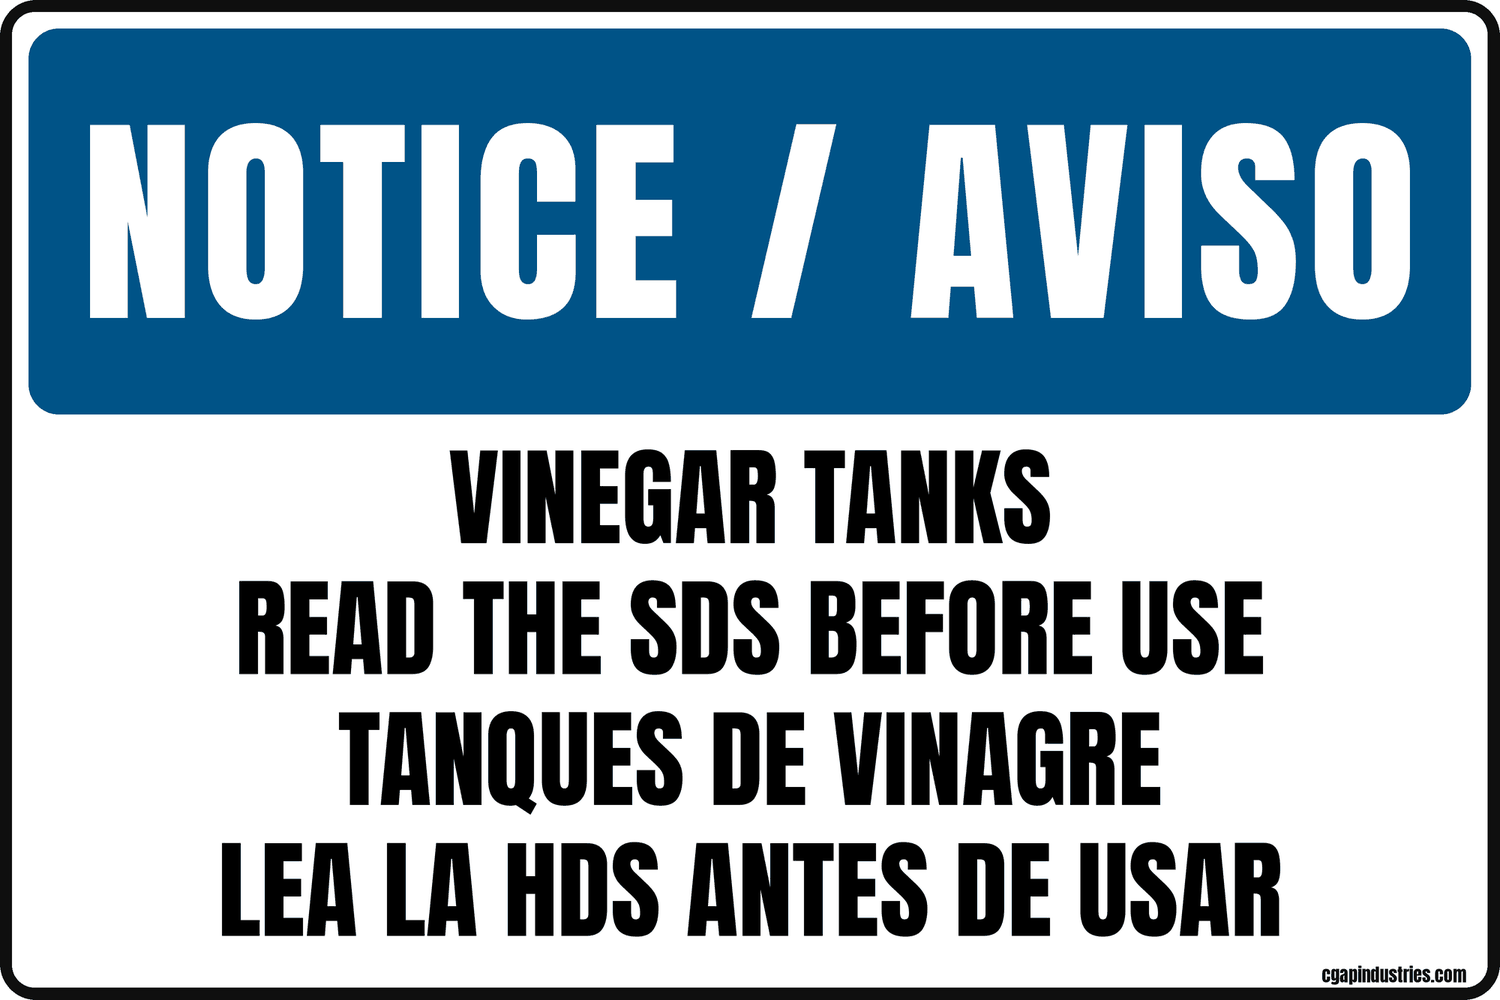 NOTICE / AVISO
VINEGAR TANKS
READ THE SDS BEFORE USE
TANQUES DE VINAGRE
LEA LA HDS ANTES DE USAR
cgapindustries.com